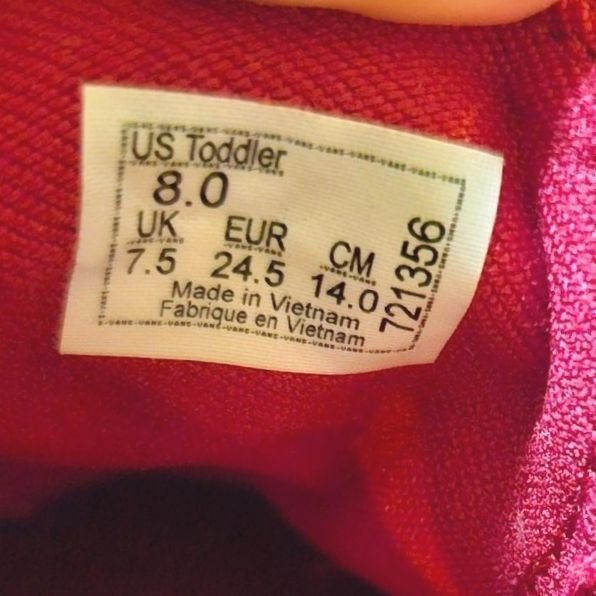 US Toddler
8.0
UK EUR CM
7.5 24.5 14.0
Made in Vietnam
Fabrique en Vietnam
721356